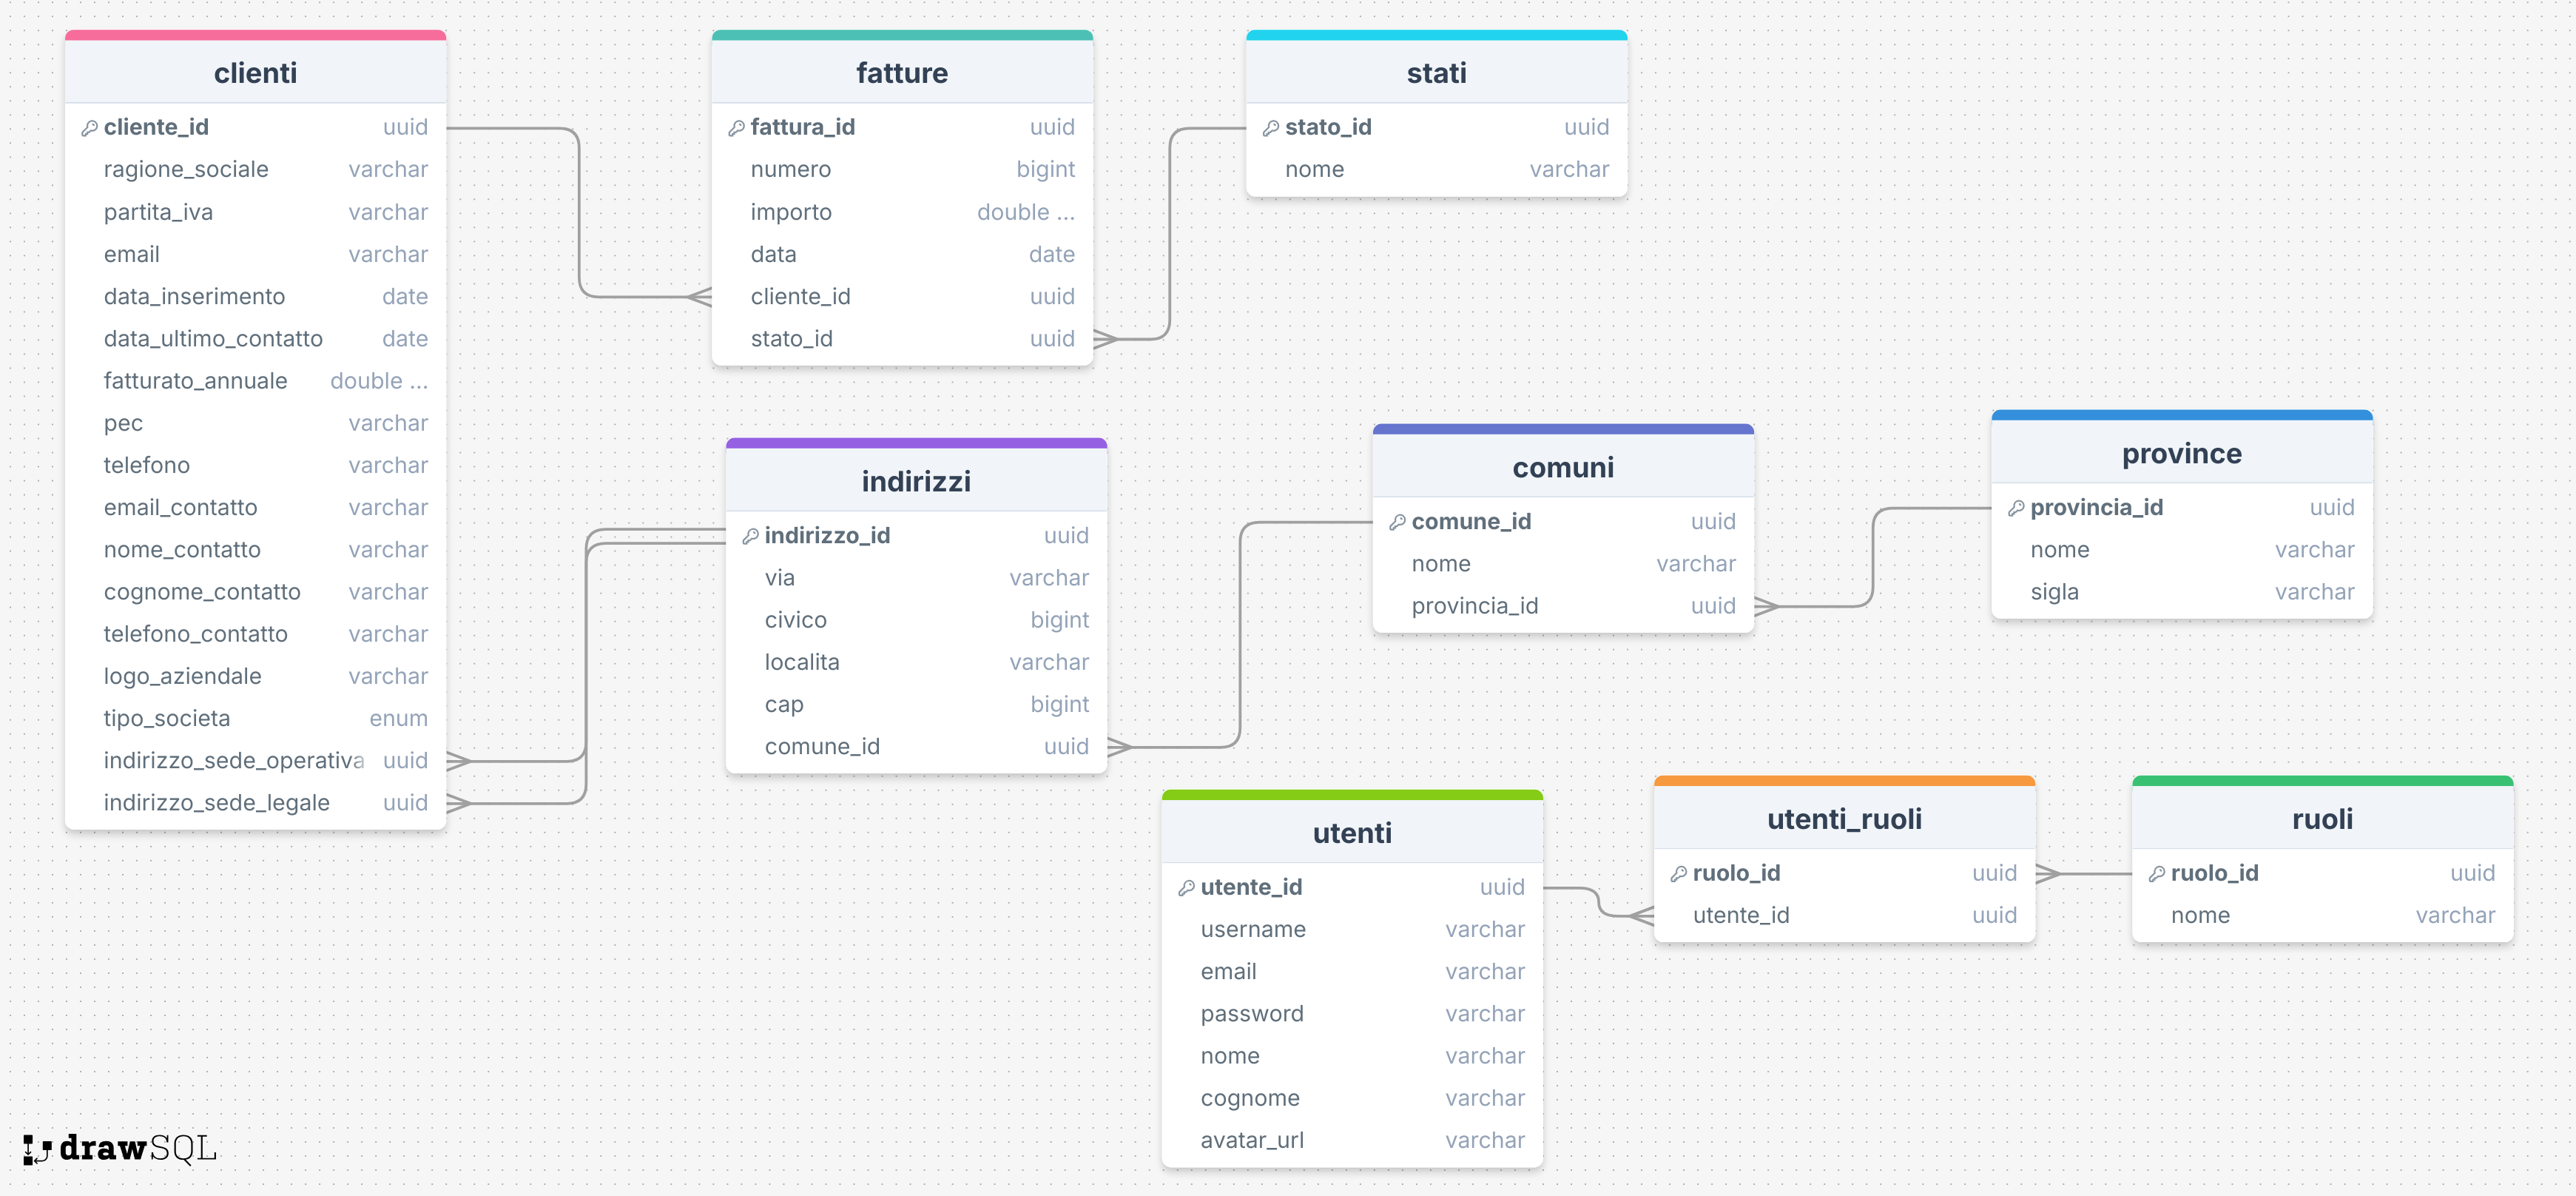 clienti
cliente_id uuid
ragione_sociale varchar
partita_iva varchar
email varchar
data_inserimento date
data_ultimo_contatto date
fatturato_annuale double ...
pec varchar
telefono varchar
email_contatto varchar
nome_contatto varchar
cognome_contatto varchar
telefono_contatto varchar
logo_aziendale varchar
tipo_societa enum
indirizzo_sede_operativa uuid
indirizzo_sede_legale uuid
fatture
fattura_id uuid
numero bigint
importo double ...
data date
cliente_id uuid
stato_id uuid
stati
stato_id uuid
nome varchar
indirizzi
indirizzo_id uuid
via varchar
civico bigint
localita varchar
cap bigint
comune_id uuid
comuni
comune_id uuid
nome varchar
provincia_id uuid
province
provincia_id uuid
nome varchar
sigla varchar
utenti
utente_id uuid
username varchar
email varchar
password varchar
nome varchar
cognome varchar
avatar_url varchar
utenti_ruoli
ruolo_id uuid
utente_id uuid
ruoli
ruolo_id uuid
nome varchar
drawSQL